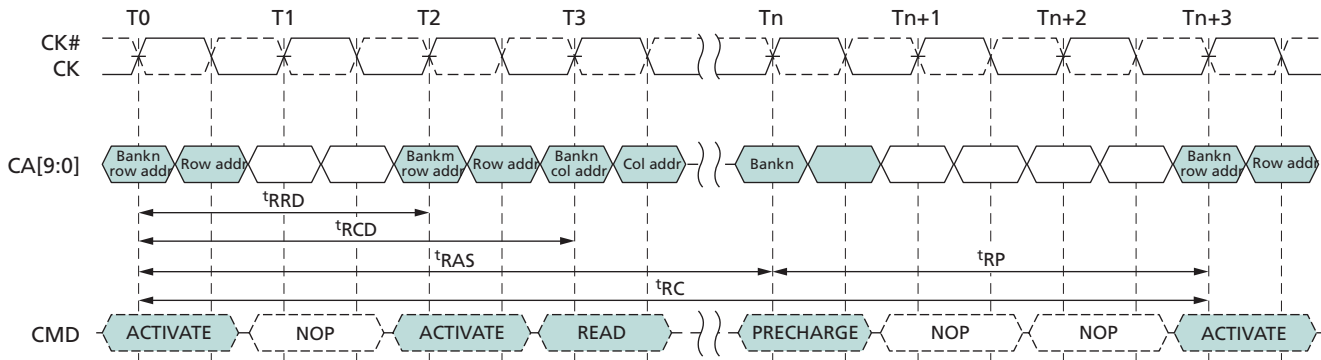 T0 T1 T2 T3 Tn Tn+1 Tn+2 Tn+3
CK#
CK
CA[9:0]
Bankn row addr
Row addr
Bankm row addr
Row addr
Bankn col addr
Col addr
Bankn
Bankn row addr
Row addr
tRRD
tRCD
tRAS tRP
tRC
CMD ACTIVATE NOP ACTIVATE READ PRECHARGE NOP NOP ACTIVATE